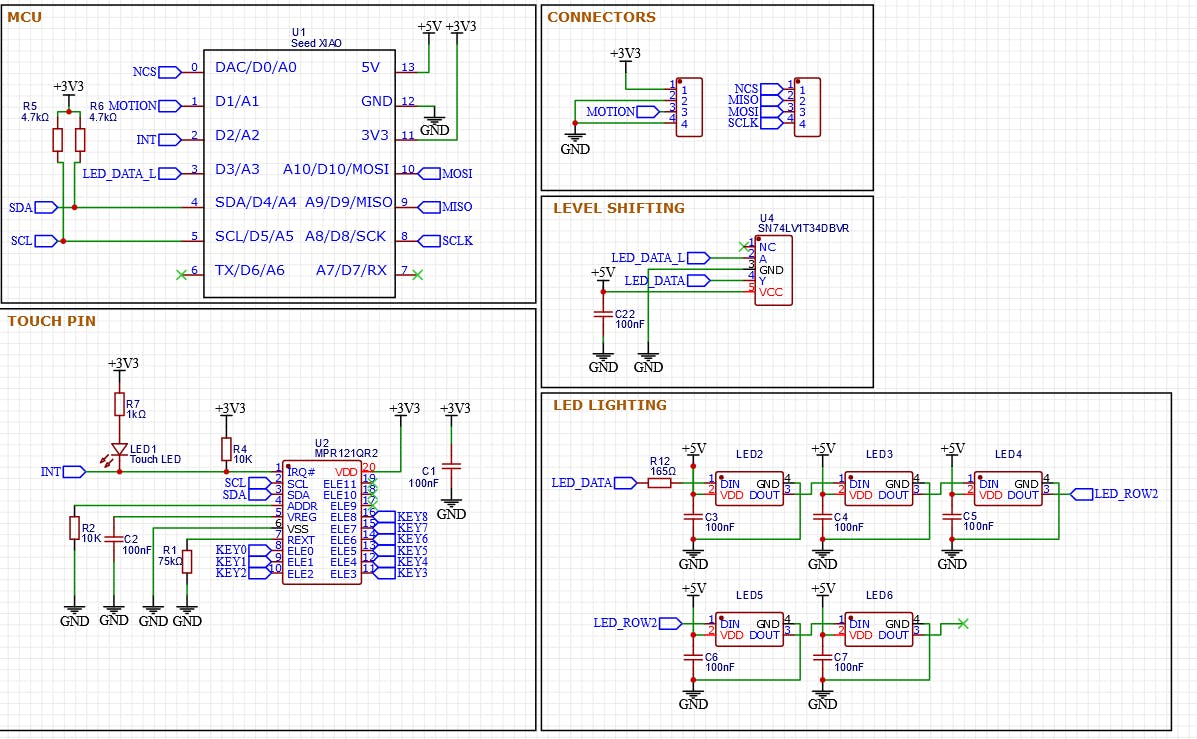 MCU
U1
Seed XIAO
+5V +3V3
NCS 0 DAC/D0/A0 5V 13
+3V3
R5
4.7kΩ
R6
4.7kΩ
MOTION 1 D1/A1 GND 12
GND
INT 2 D2/A2 3V3 11
LED_DATA_L 3 D3/A3 A10/D10/MOSI 10 MOSI
SDA 4 SDA/D4/A4 A9/D9/MISO 9 MISO
SCL 5 SCL/D5/A5 A8/D8/SCK 8 SCLK
6 TX/D6/A6 A7/D7/RX 7
CONNECTORS
+3V3
1 1
2 2
MOTION 3 3
4 4
GND
NCS 1 1
MISO 2 2
MOSI 3 3
SCLK 4 4
LEVEL SHIFTING
U4
SN74LV1T34DBVR
1 NC
LED_DATA_L 2 A
3 GND
LED_DATA 4 Y
+5V 5 VCC
C22
100nF
GND GND
TOUCH PIN
+3V3
R7
1kΩ
LED1
Touch LED
+3V3
R4
10K
U2
MPR121QR2
+3V3 +3V3
C1
100nF
GND
INT 1 IRQ# VDD 20
SCL 2 SCL ELE11 19
SDA 3 SDA ELE10 18
4 ADDR ELE9 17
5 VREG ELE8 16 KEY8
6 VSS ELE7 15 KEY7
7 REXT ELE6 14 KEY6
KEY0 8 ELE0 ELE5 13 KEY5
KEY1 9 ELE1 ELE4 12 KEY4
KEY2 10 ELE2 ELE3 11 KEY3
R2
10K
C2
100nF
R1
75kΩ
GND GND GND GND
LED LIGHTING
+5V +5V +5V
LED2 LED3 LED4
R12
165Ω
LED_DATA 1 DIN GND 4 1 DIN GND 4 1 DIN GND 4
2 VDD DOUT 3 2 VDD DOUT 3 2 VDD DOUT 3 LED_ROW2
C3
100nF
C4
100nF
C5
100nF
GND GND GND
+5V +5V
LED5 LED6
LED_ROW2 1 DIN GND 4 1 DIN GND 4
2 VDD DOUT 3 2 VDD DOUT 3
C6
100nF
C7
100nF
GND GND